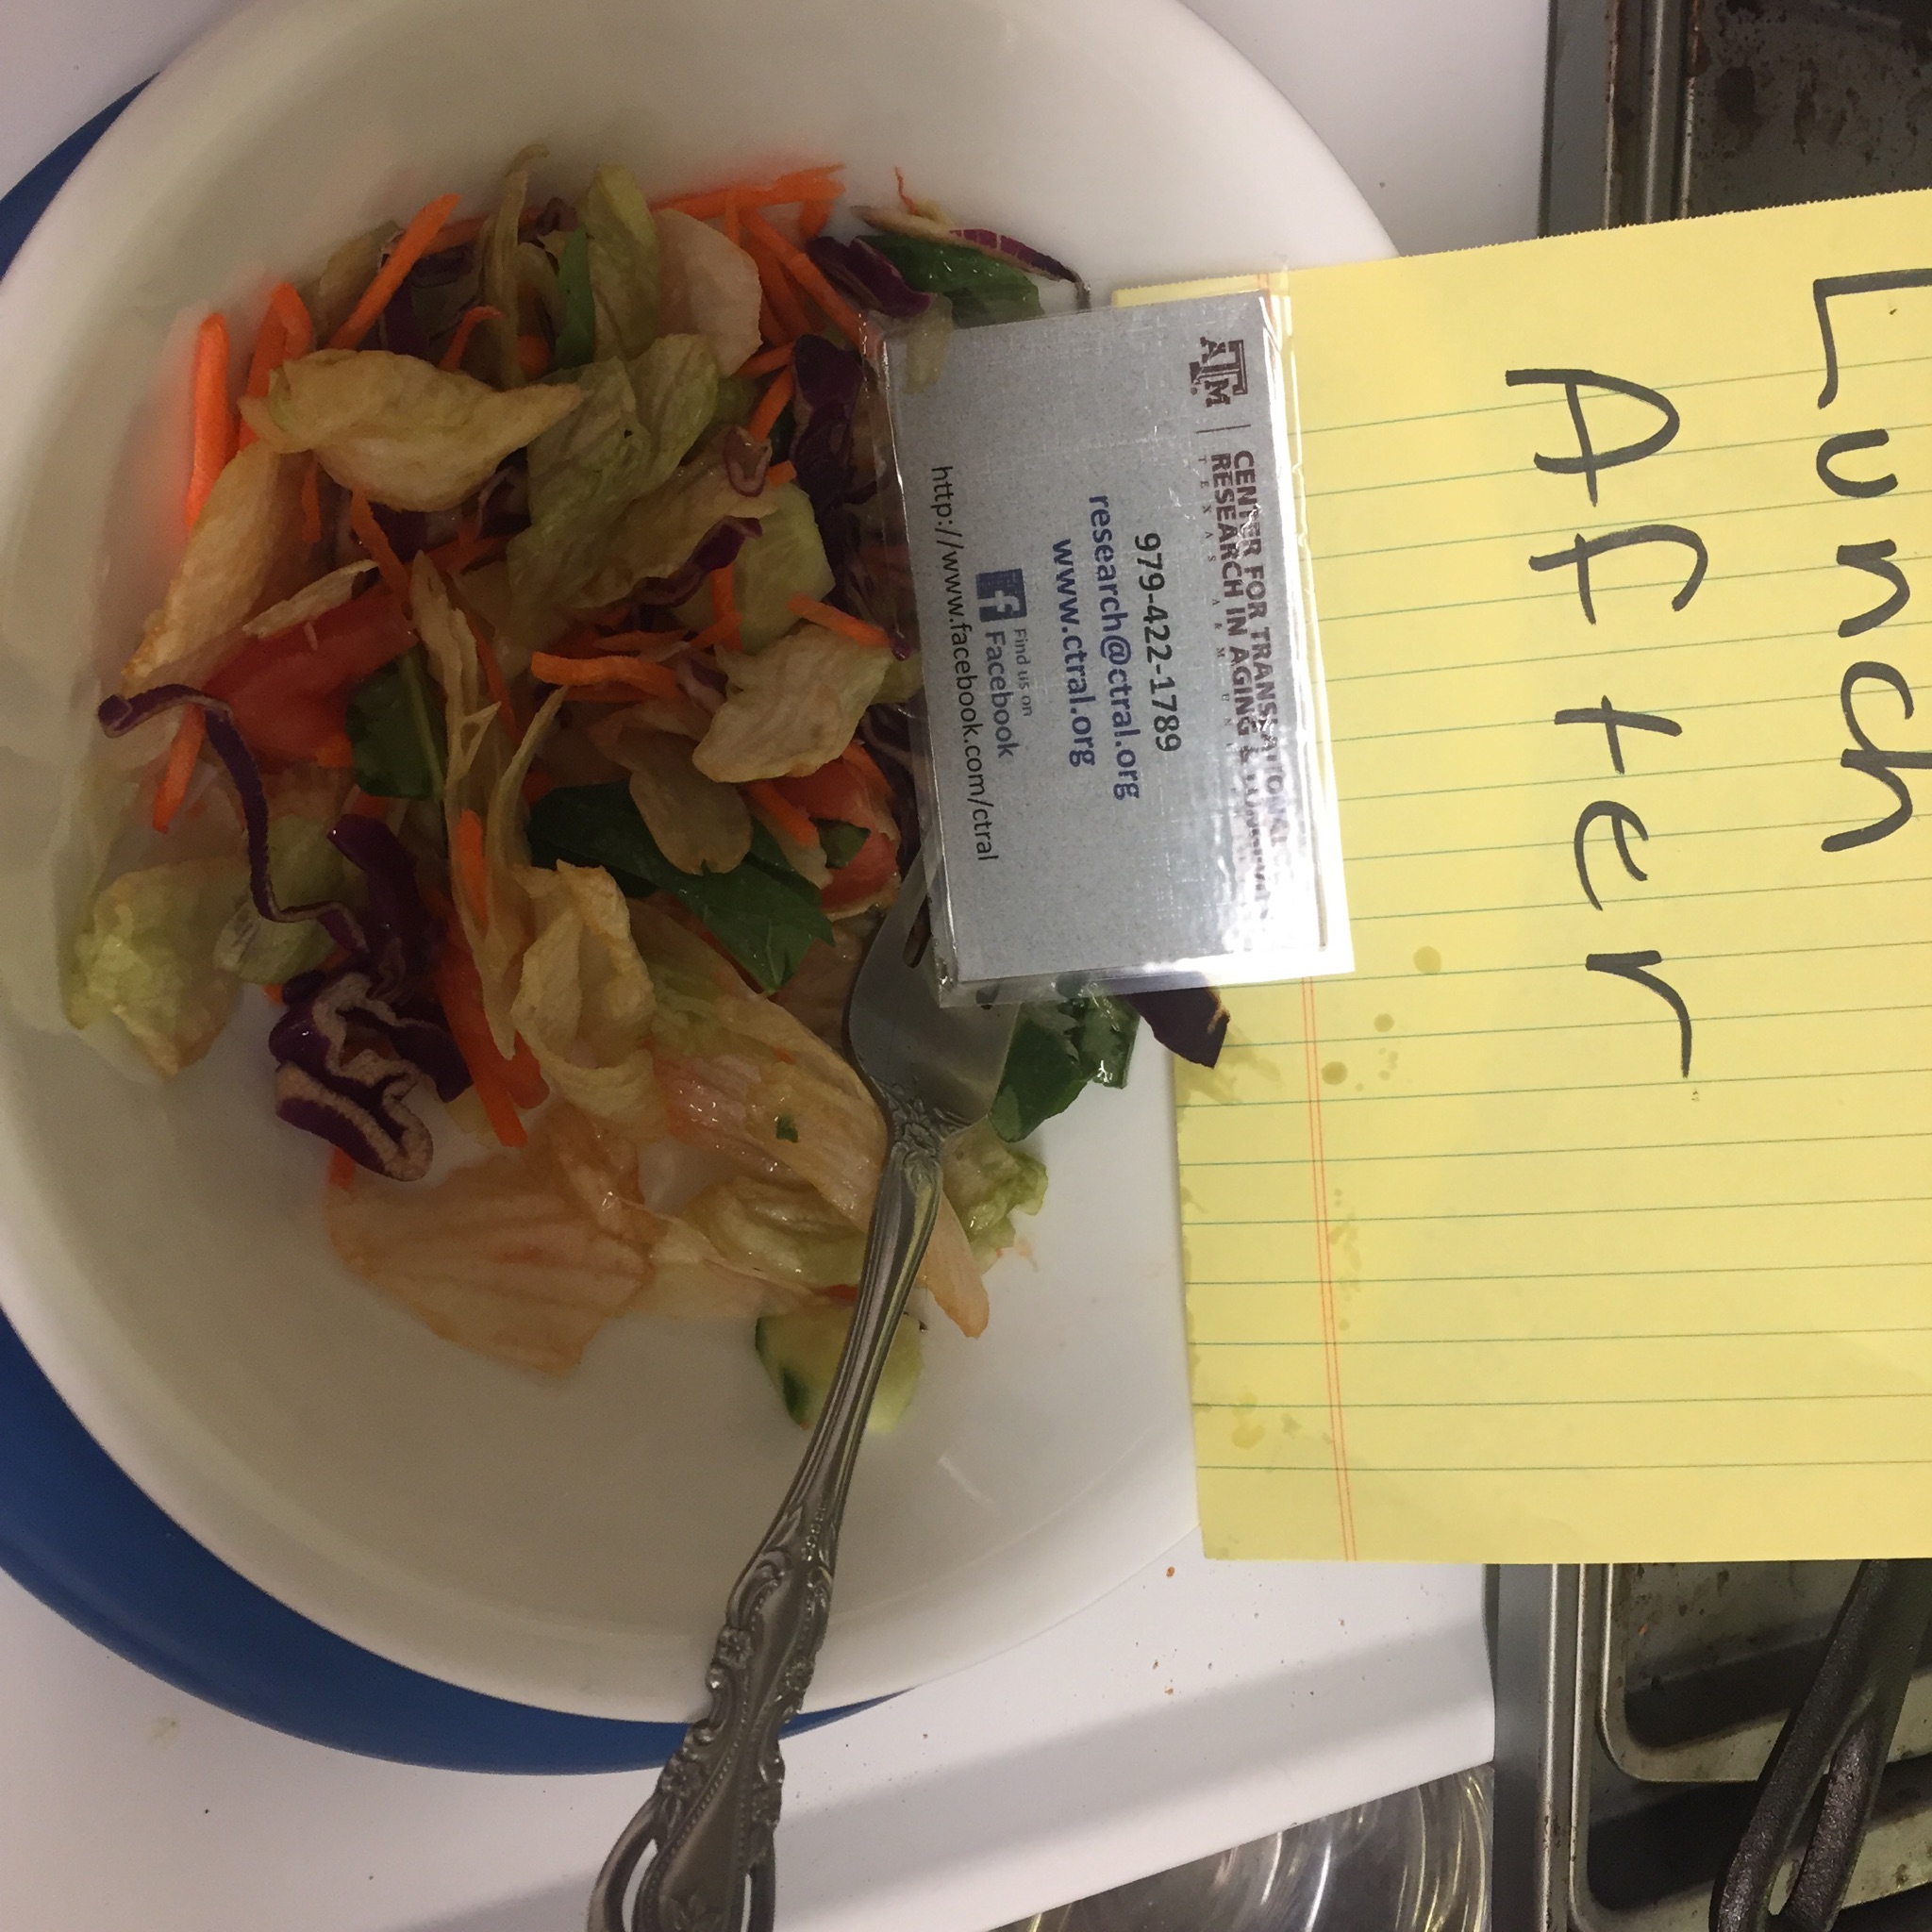 Lunch
After
ATM | CENTER FOR TRANSLATIONAL
RESEARCH IN AGING &
TEXAS A&M
979-422-1789
research@ctral.org
www.ctral.org
f Find us on
Facebook
http://www.facebook.com/ctral